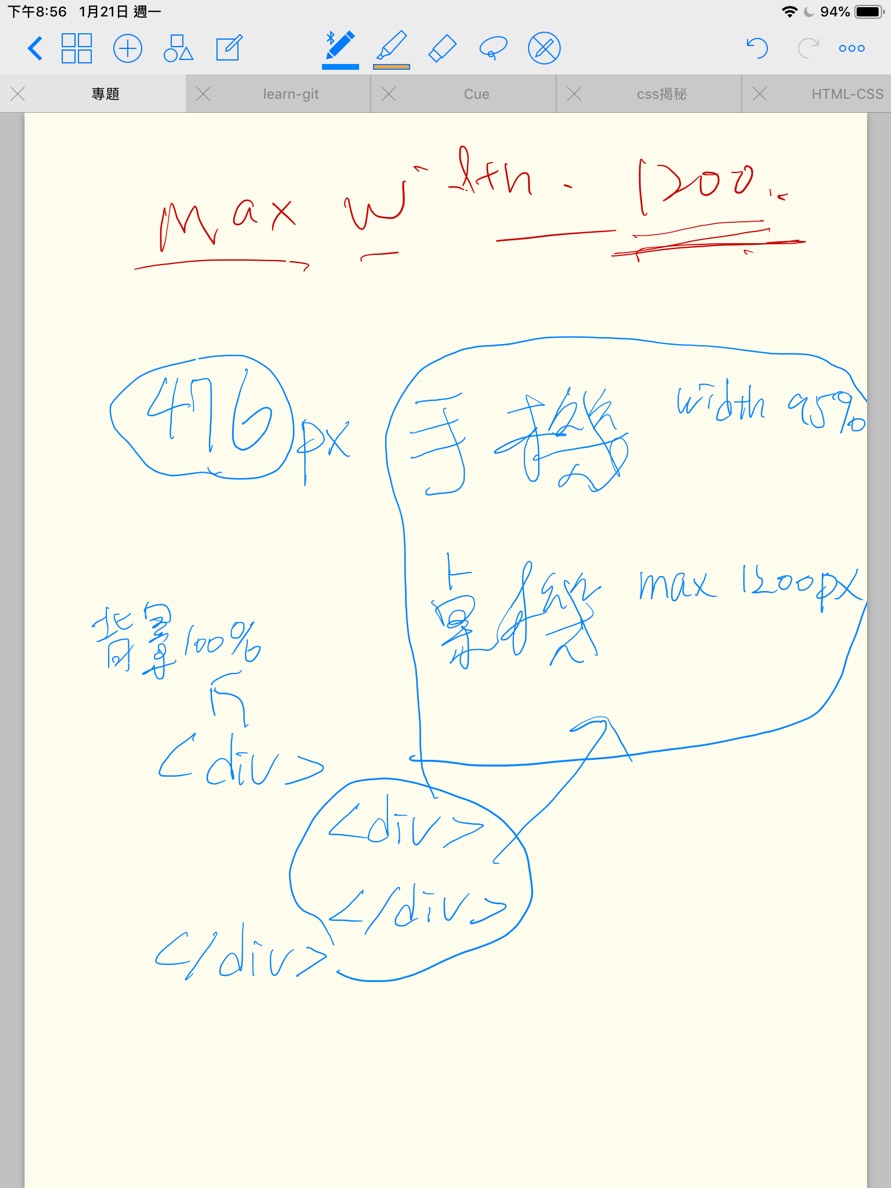 下午8:56 1月21日 週一 94%
專題 learn-git Cue css揭秘 HTML-CSS
max width. 1200.
476 px
手機 width 95%
桌機 max 1200px
背景100%
<div>
<div>
</div>
</div>